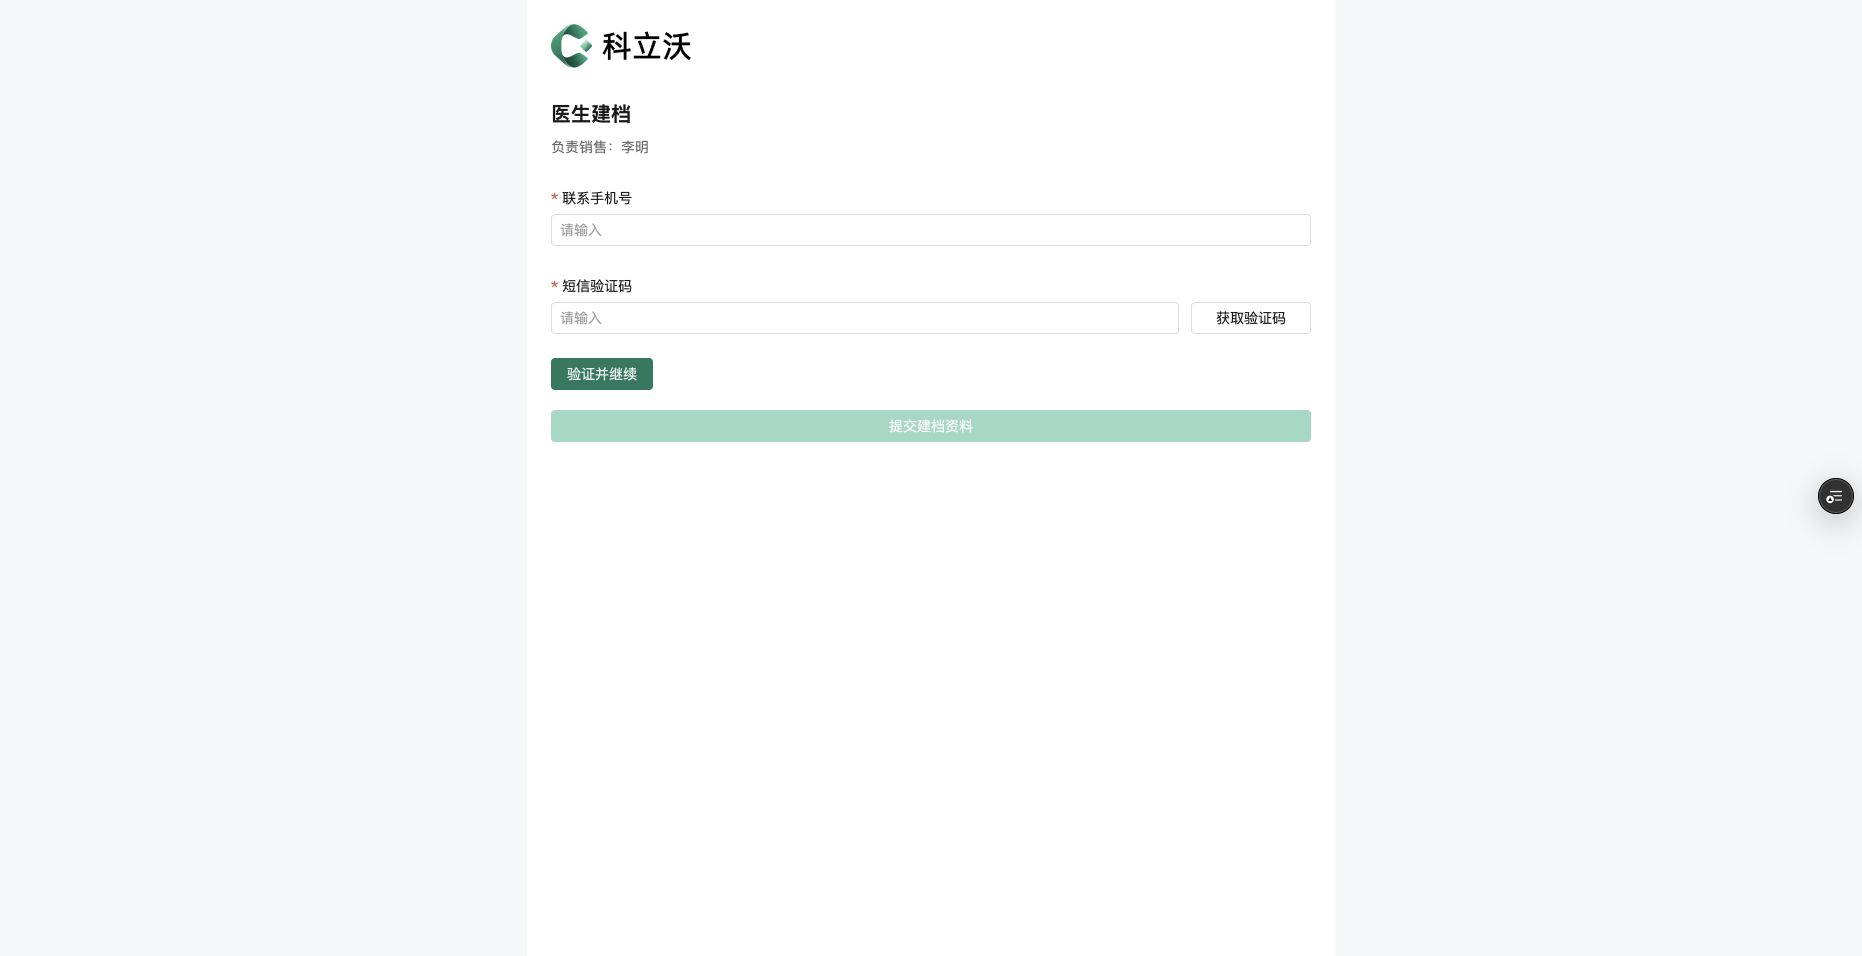 科立沃
医生建档
负责销售：李明
* 联系手机号
请输入
* 短信验证码
请输入 获取验证码
验证并继续
提交建档资料